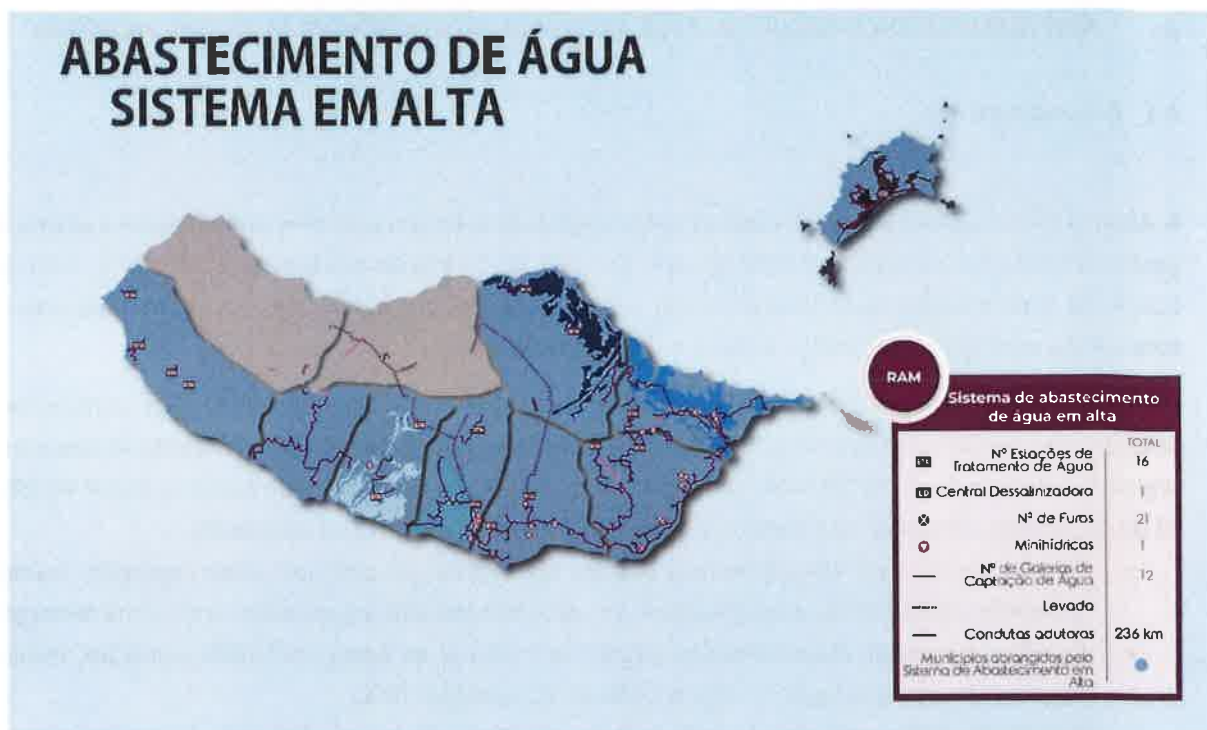 ABASTECIMENTO DE ÁGUA
SISTEMA EM ALTA
RAM
Sistema de abastecimento
de água em alta
TOTAL
Nº Estações de
Tratamento de Água
16
Central Dessalinizadora
1
Nº de Furos
21
Minihídricas
1
Nº de Galerias de
Captação de Água
12
Levada
Condutas adutoras
236 km
Municípios abrangidos pelo
Sistema de Abastecimento em
Alta